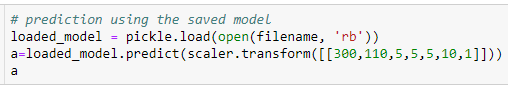 # prediction using the saved model
loaded_model = pickle.load(open(filename, 'rb'))
a=loaded_model.predict(scaler.transform([[300,110,5,5,5,10,1]]))
a